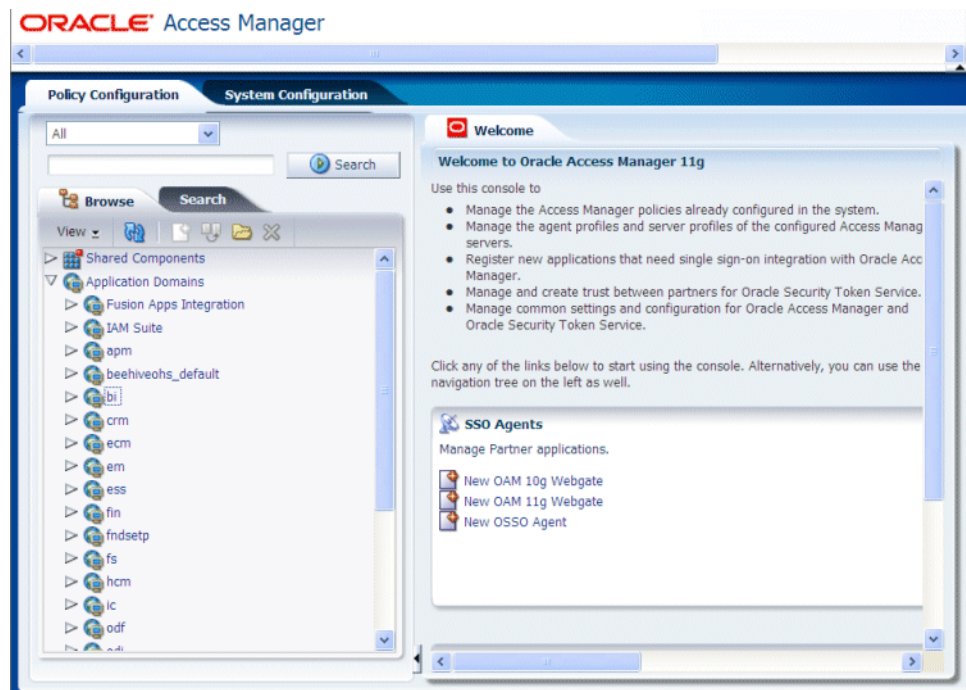 ORACLE Access Manager
Policy Configuration
System Configuration
All
Search
Browse
Search
View
Shared Components
Application Domains
Fusion Apps Integration
IAM Suite
apm
beehiveohs_default
bi
crm
ecm
em
ess
fin
fndsetp
fs
hcm
ic
odf
Welcome
Welcome to Oracle Access Manager 11g
Use this console to
• Manage the Access Manager policies already configured in the system.
• Manage the agent profiles and server profiles of the configured Access Manag
servers.
• Register new applications that need single sign-on integration with Oracle Acc
Manager.
• Manage and create trust between partners for Oracle Security Token Service.
• Manage common settings and configuration for Oracle Access Manager and
Oracle Security Token Service.
Click any of the links below to start using the console. Alternatively, you can use the
navigation tree on the left as well.
SSO Agents
Manage Partner applications.
New OAM 10g Webgate
New OAM 11g Webgate
New OSSO Agent